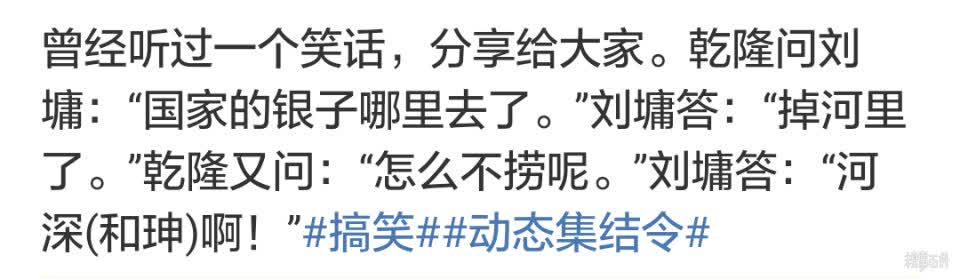 曾经听过一个笑话，分享给大家。乾隆问刘
墉：“国家的银子哪里去了。”刘墉答：“掉河里
了。”乾隆又问：“怎么不捞呢。”刘墉答：“河
深(和珅)啊！”#搞笑##动态集结令#